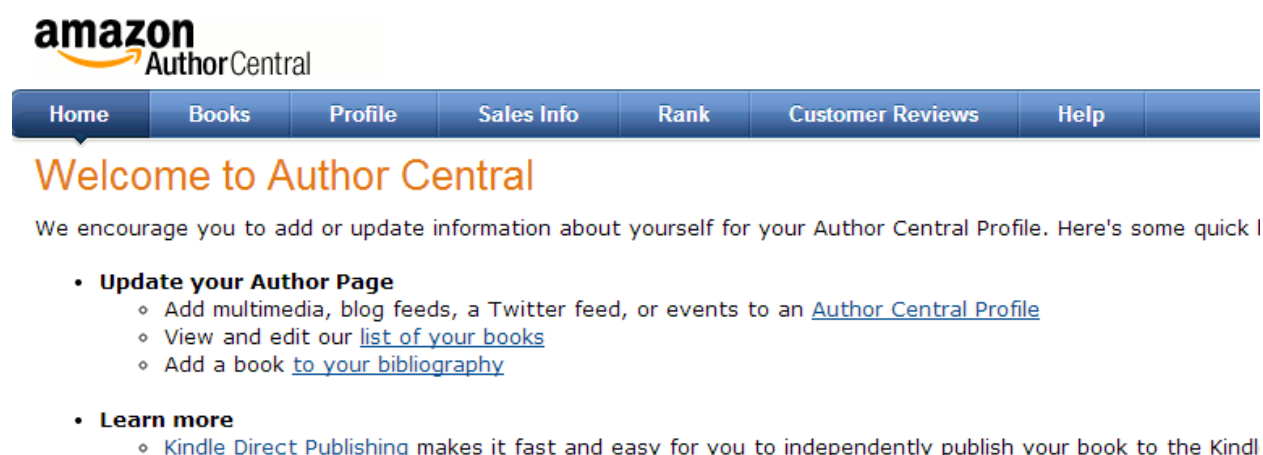 amazon
AuthorCentral
Home Books Profile Sales Info Rank Customer Reviews Help
Welcome to Author Central
We encourage you to add or update information about yourself for your Author Central Profile. Here's some quick
• Update your Author Page
◦ Add multimedia, blog feeds, a Twitter feed, or events to an Author Central Profile
◦ View and edit our list of your books
◦ Add a book to your bibliography
• Learn more
◦ Kindle Direct Publishing makes it fast and easy for you to independently publish your book to the Kindl